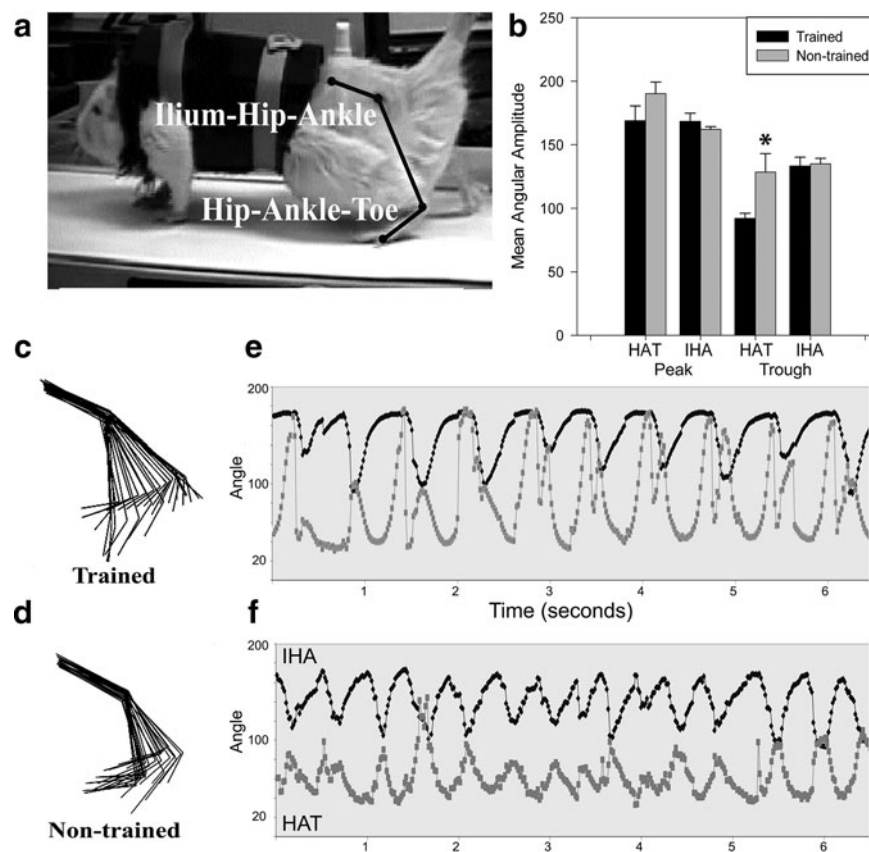 a
Ilium-Hip-Ankle
Hip-Ankle-Toe
b
Mean Angular Amplitude
250
200
150
100
50
0
Trained
Non-trained
*
HAT IHA HAT IHA
Peak Trough
c
Trained
d
Non-trained
e
Angle
200
100
20
1 2 3 4 5 6
Time (seconds)
f
Angle
200
100
20
IHA
HAT
1 2 3 4 5 6